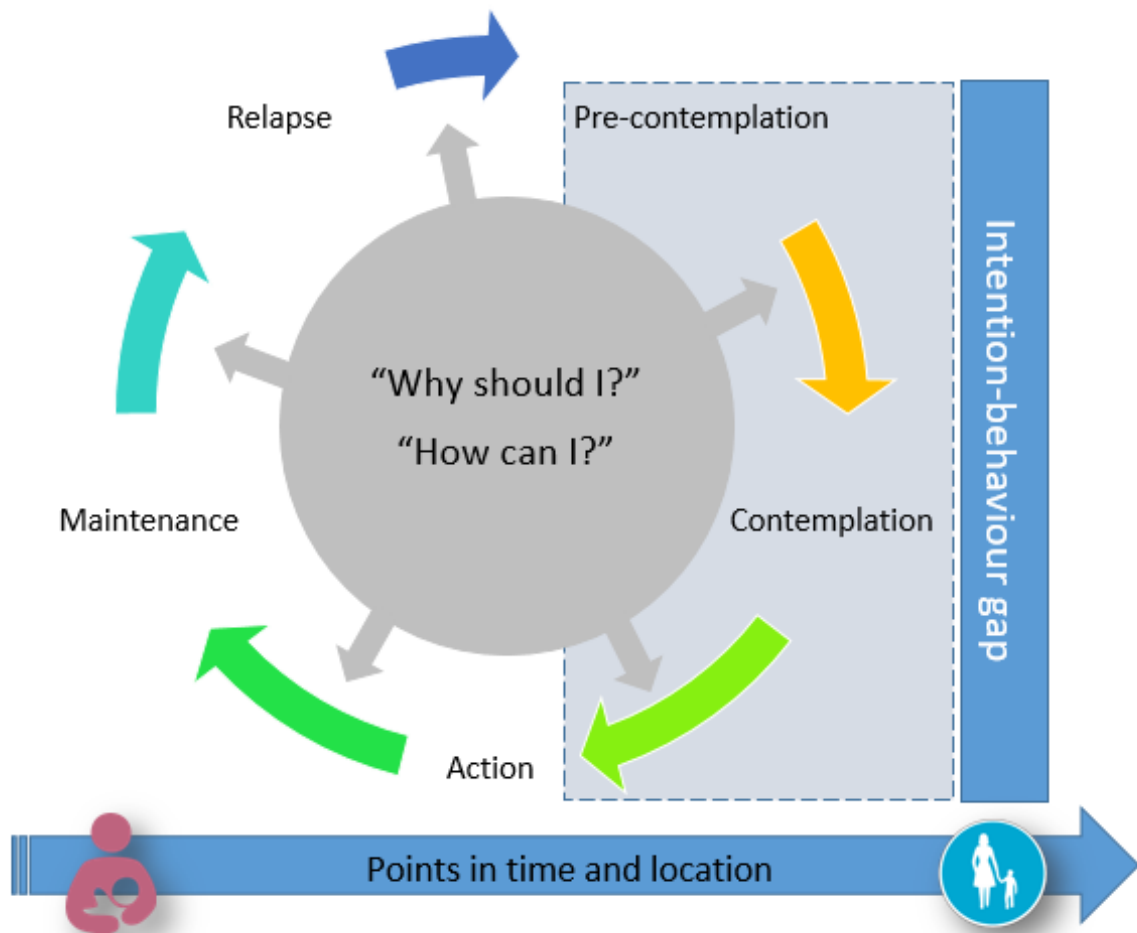 Relapse
Pre-contemplation
“Why should I?”
“How can I?”
Intention-behaviour gap
Maintenance
Contemplation
Action
Points in time and location